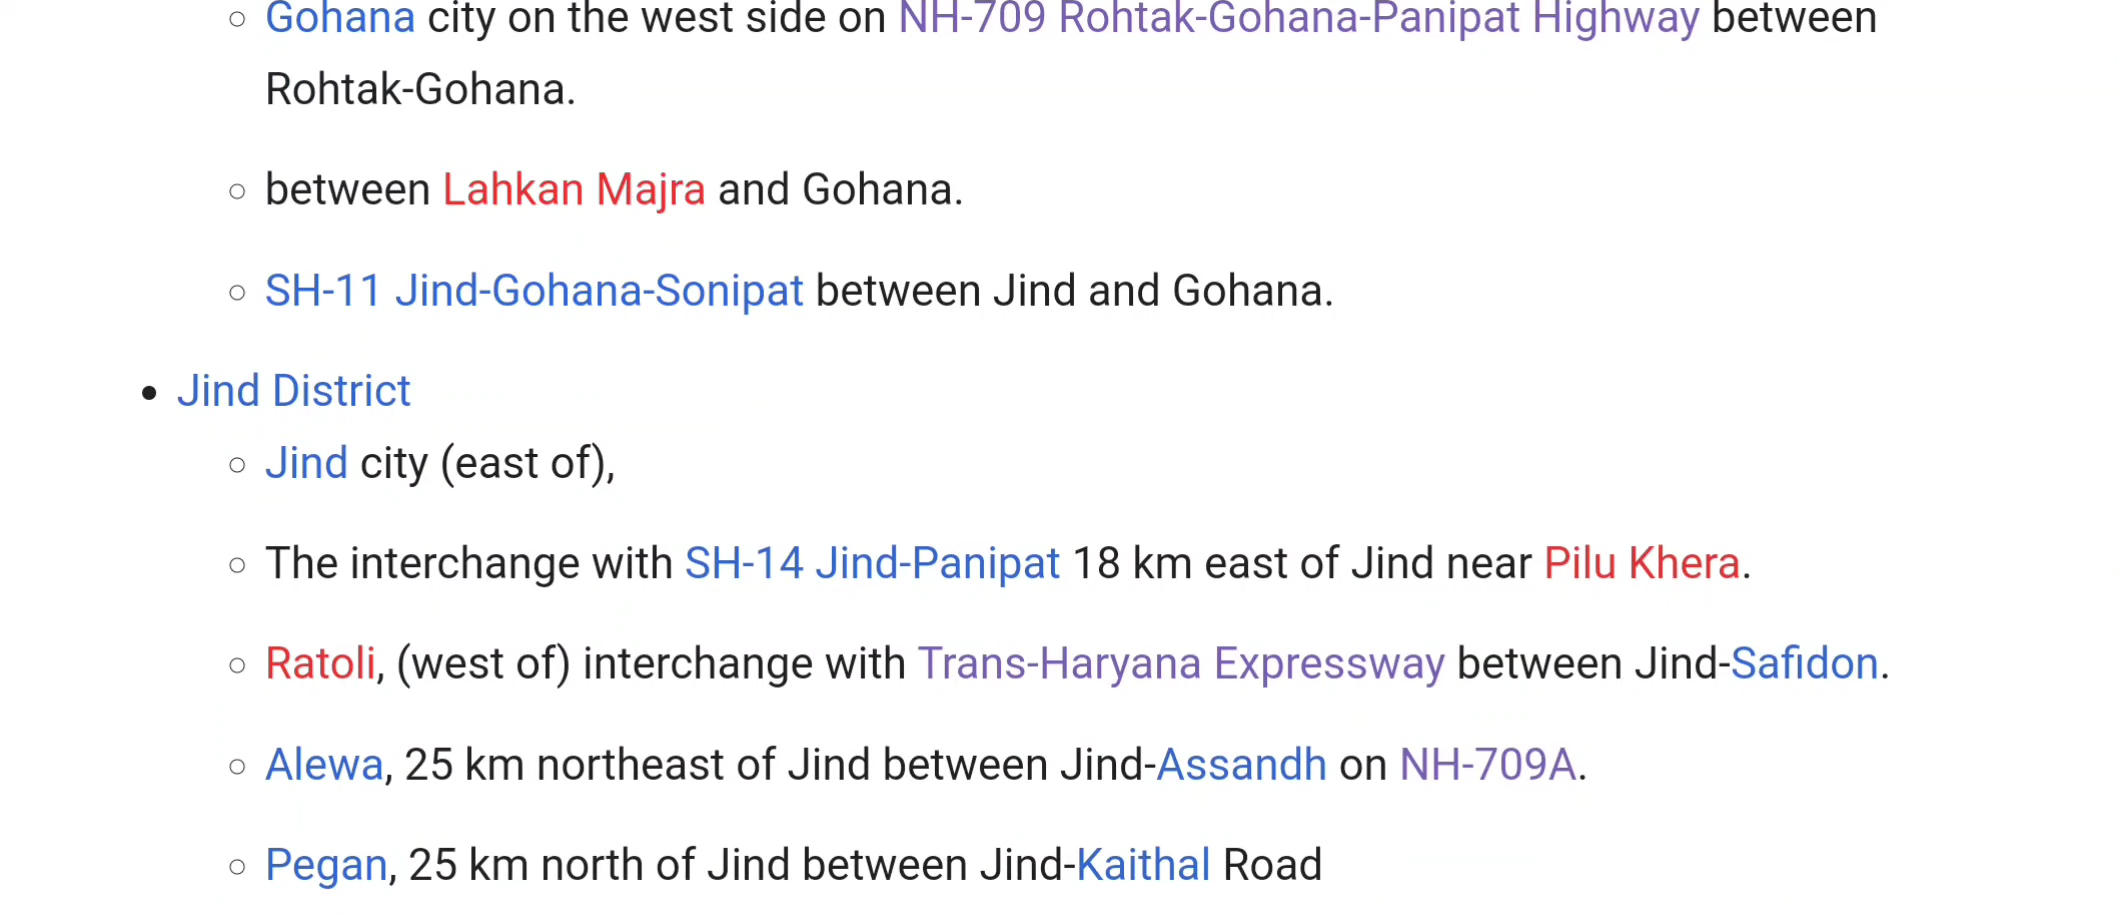 Gohana city on the west side on NH-709 Rohtak-Gohana-Panipat Highway between
Rohtak-Gohana.
between Lahkan Majra and Gohana.
SH-11 Jind-Gohana-Sonipat between Jind and Gohana.
Jind District
Jind city (east of),
The interchange with SH-14 Jind-Panipat 18 km east of Jind near Pilu Khera.
Ratoli, (west of) interchange with Trans-Haryana Expressway between Jind-Safidon.
Alewa, 25 km northeast of Jind between Jind-Assandh on NH-709A.
Pegan, 25 km north of Jind between Jind-Kaithal Road